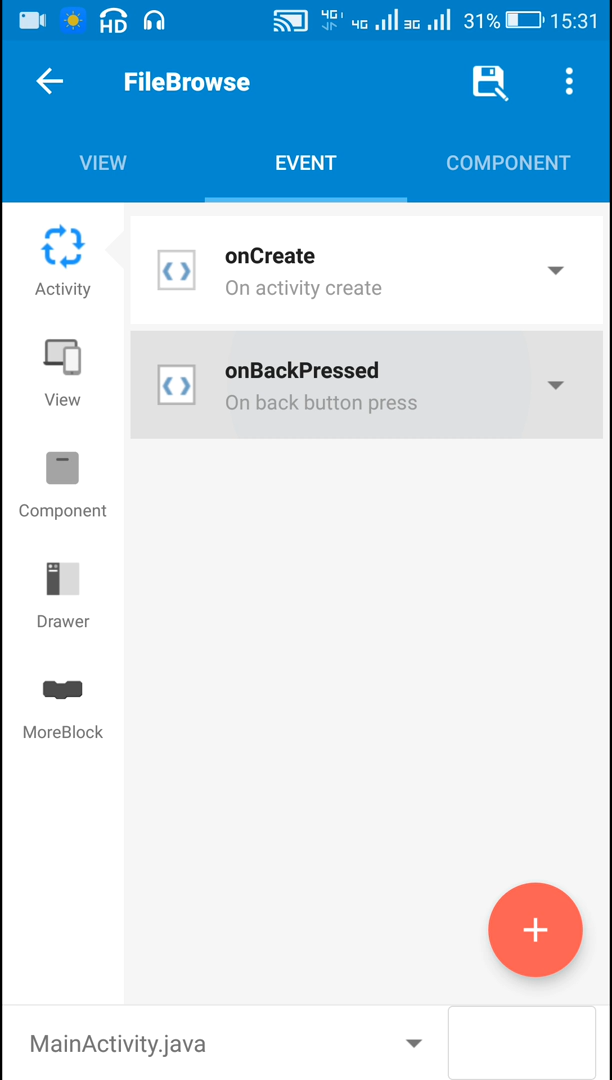 HD 4G 4G 3G 31% 15:31
FileBrowse
VIEW EVENT COMPONENT
Activity
View
Component
Drawer
MoreBlock
onCreate
On activity create
onBackPressed
On back button press
MainActivity.java